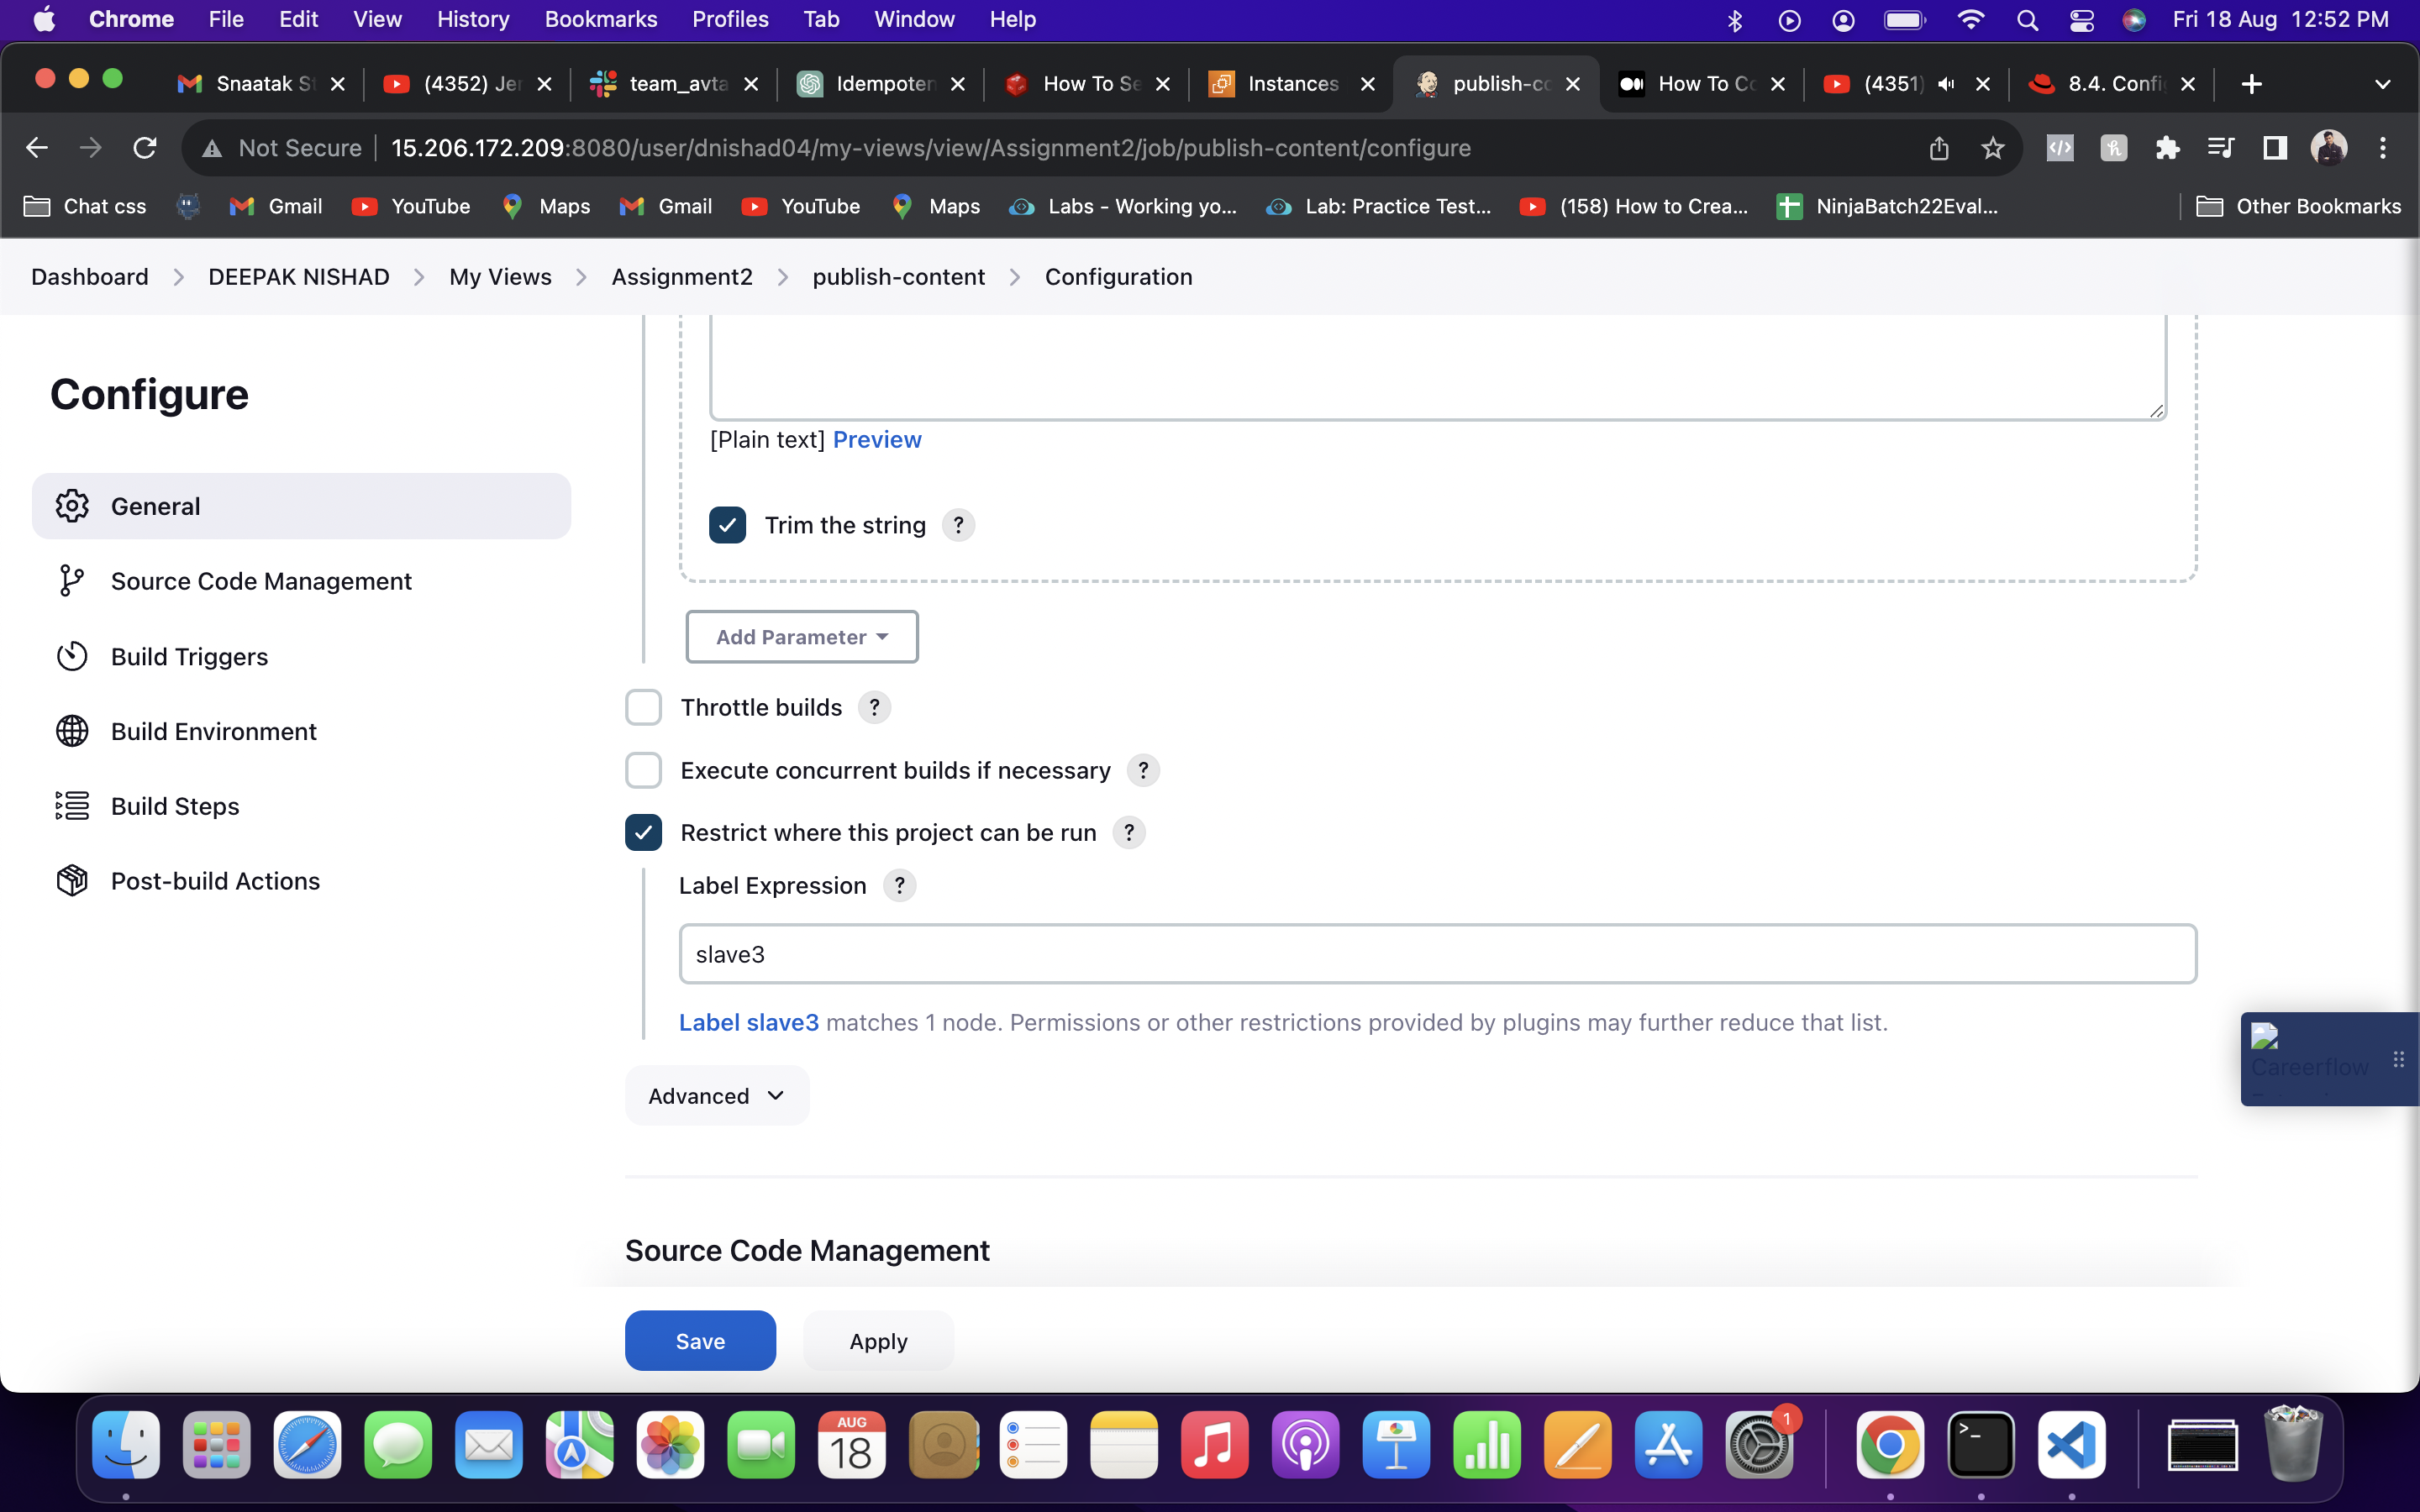 Chrome File Edit View History Bookmarks Profiles Tab Window Help Fri 18 Aug 12:52 PM
Snaatak St (4352) Jer team_avta Idempoten How To Se Instances publish-co How To Co (4351) 8.4. Confi
Not Secure 15.206.172.209:8080/user/dnishad04/my-views/view/Assignment2/job/publish-content/configure
Chat css Gmail YouTube Maps Gmail YouTube Maps Labs - Working yo... Lab: Practice Test... (158) How to Crea... NinjaBatch22Eval... Other Bookmarks
Dashboard DEEPAK NISHAD My Views Assignment2 publish-content Configuration
Configure
General
Source Code Management
Build Triggers
Build Environment
Build Steps
Post-build Actions
[Plain text] Preview
Trim the string ?
Add Parameter
Throttle builds ?
Execute concurrent builds if necessary ?
Restrict where this project can be run ?
Label Expression ?
slave3
Label slave3 matches 1 node. Permissions or other restrictions provided by plugins may further reduce that list.
Advanced
Careerflow
Source Code Management
Save Apply
AUG
18
1